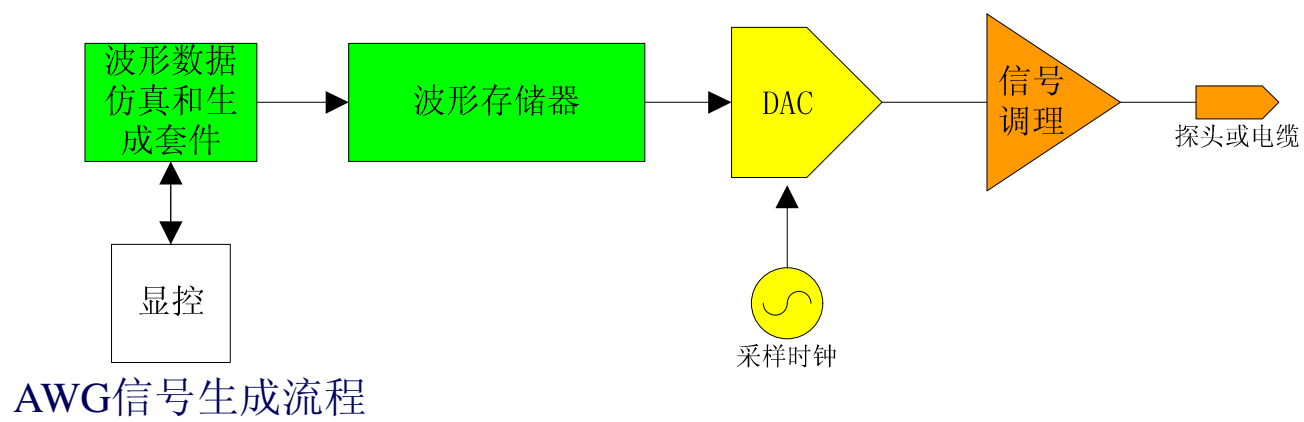 波形数据
仿真和生
成套件
波形存储器
DAC
信号
调理
探头或电缆
显控
采样时钟
AWG信号生成流程